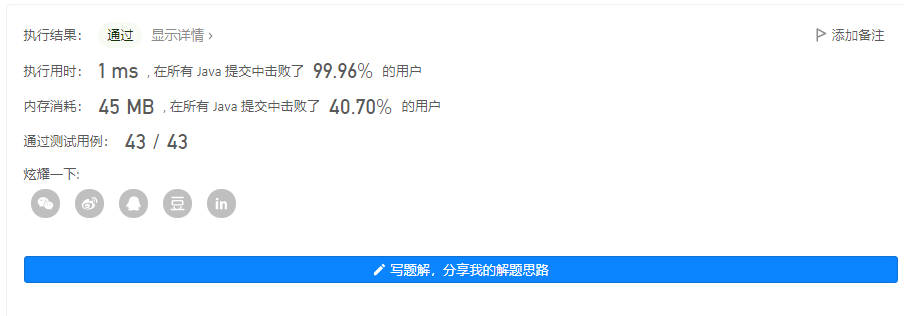 执行结果： 通过 显示详情 › 添加备注
执行用时： 1 ms , 在所有 Java 提交中击败了 99.96% 的用户
内存消耗： 45 MB , 在所有 Java 提交中击败了 40.70% 的用户
通过测试用例： 43 / 43
炫耀一下:
豆 in
写题解，分享我的解题思路